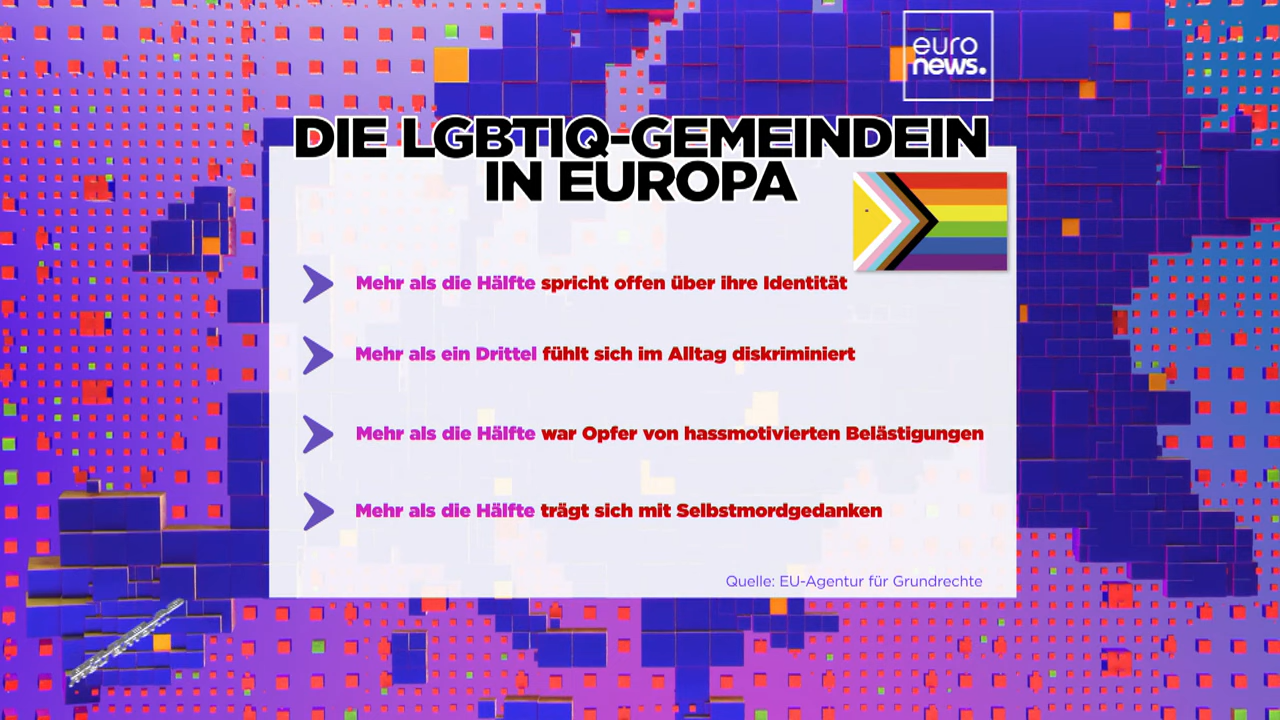 euro
news.
DIE LGBTIQ-GEMEINDEIN
IN EUROPA
Mehr als die Hälfte spricht offen über ihre Identität
Mehr als ein Drittel fühlt sich im Alltag diskriminiert
Mehr als die Hälfte war Opfer von hassmotivierten Belästigungen
Mehr als die Hälfte trägt sich mit Selbstmordgedanken
Quelle: EU-Agentur für Grundrechte